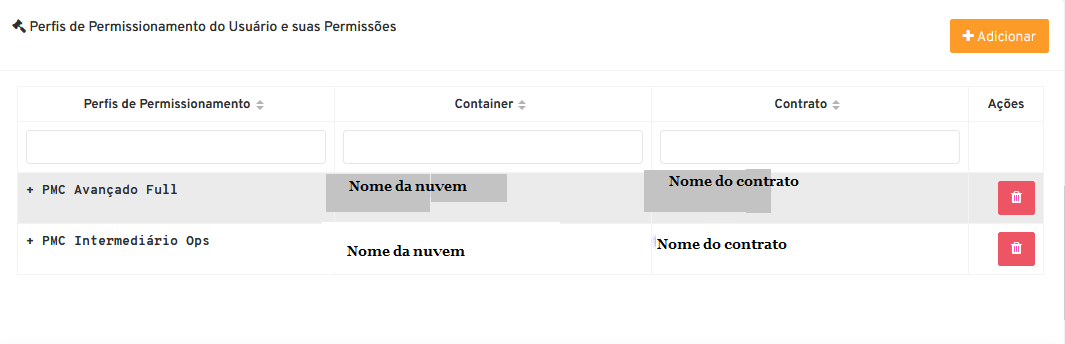 Perfis de Permissionamento do Usuário e suas Permissões
+ Adicionar
Perfis de Permissionamento Container Contrato Ações
+ PMC Avançado Full Nome da nuvem Nome do contrato
+ PMC Intermediário Ops Nome da nuvem Nome do contrato